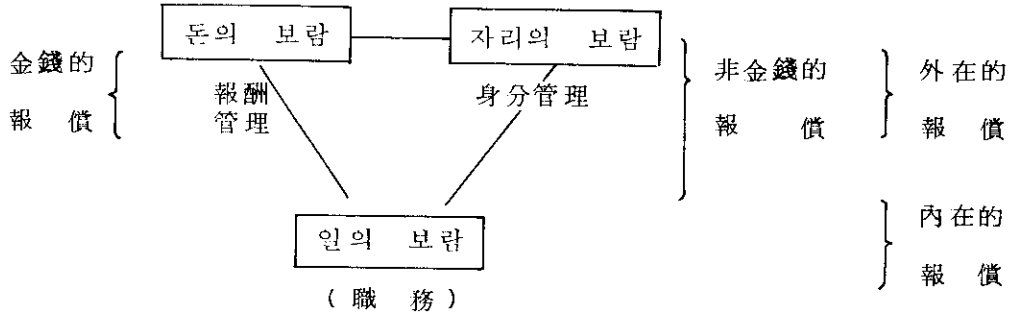 돈의 보람
자리의 보람
金錢的
報 償
報酬
管理
身分管理
非金錢的
報 償
外在的
報 償
일의 보람
( 職 務 )
內在的
報 償